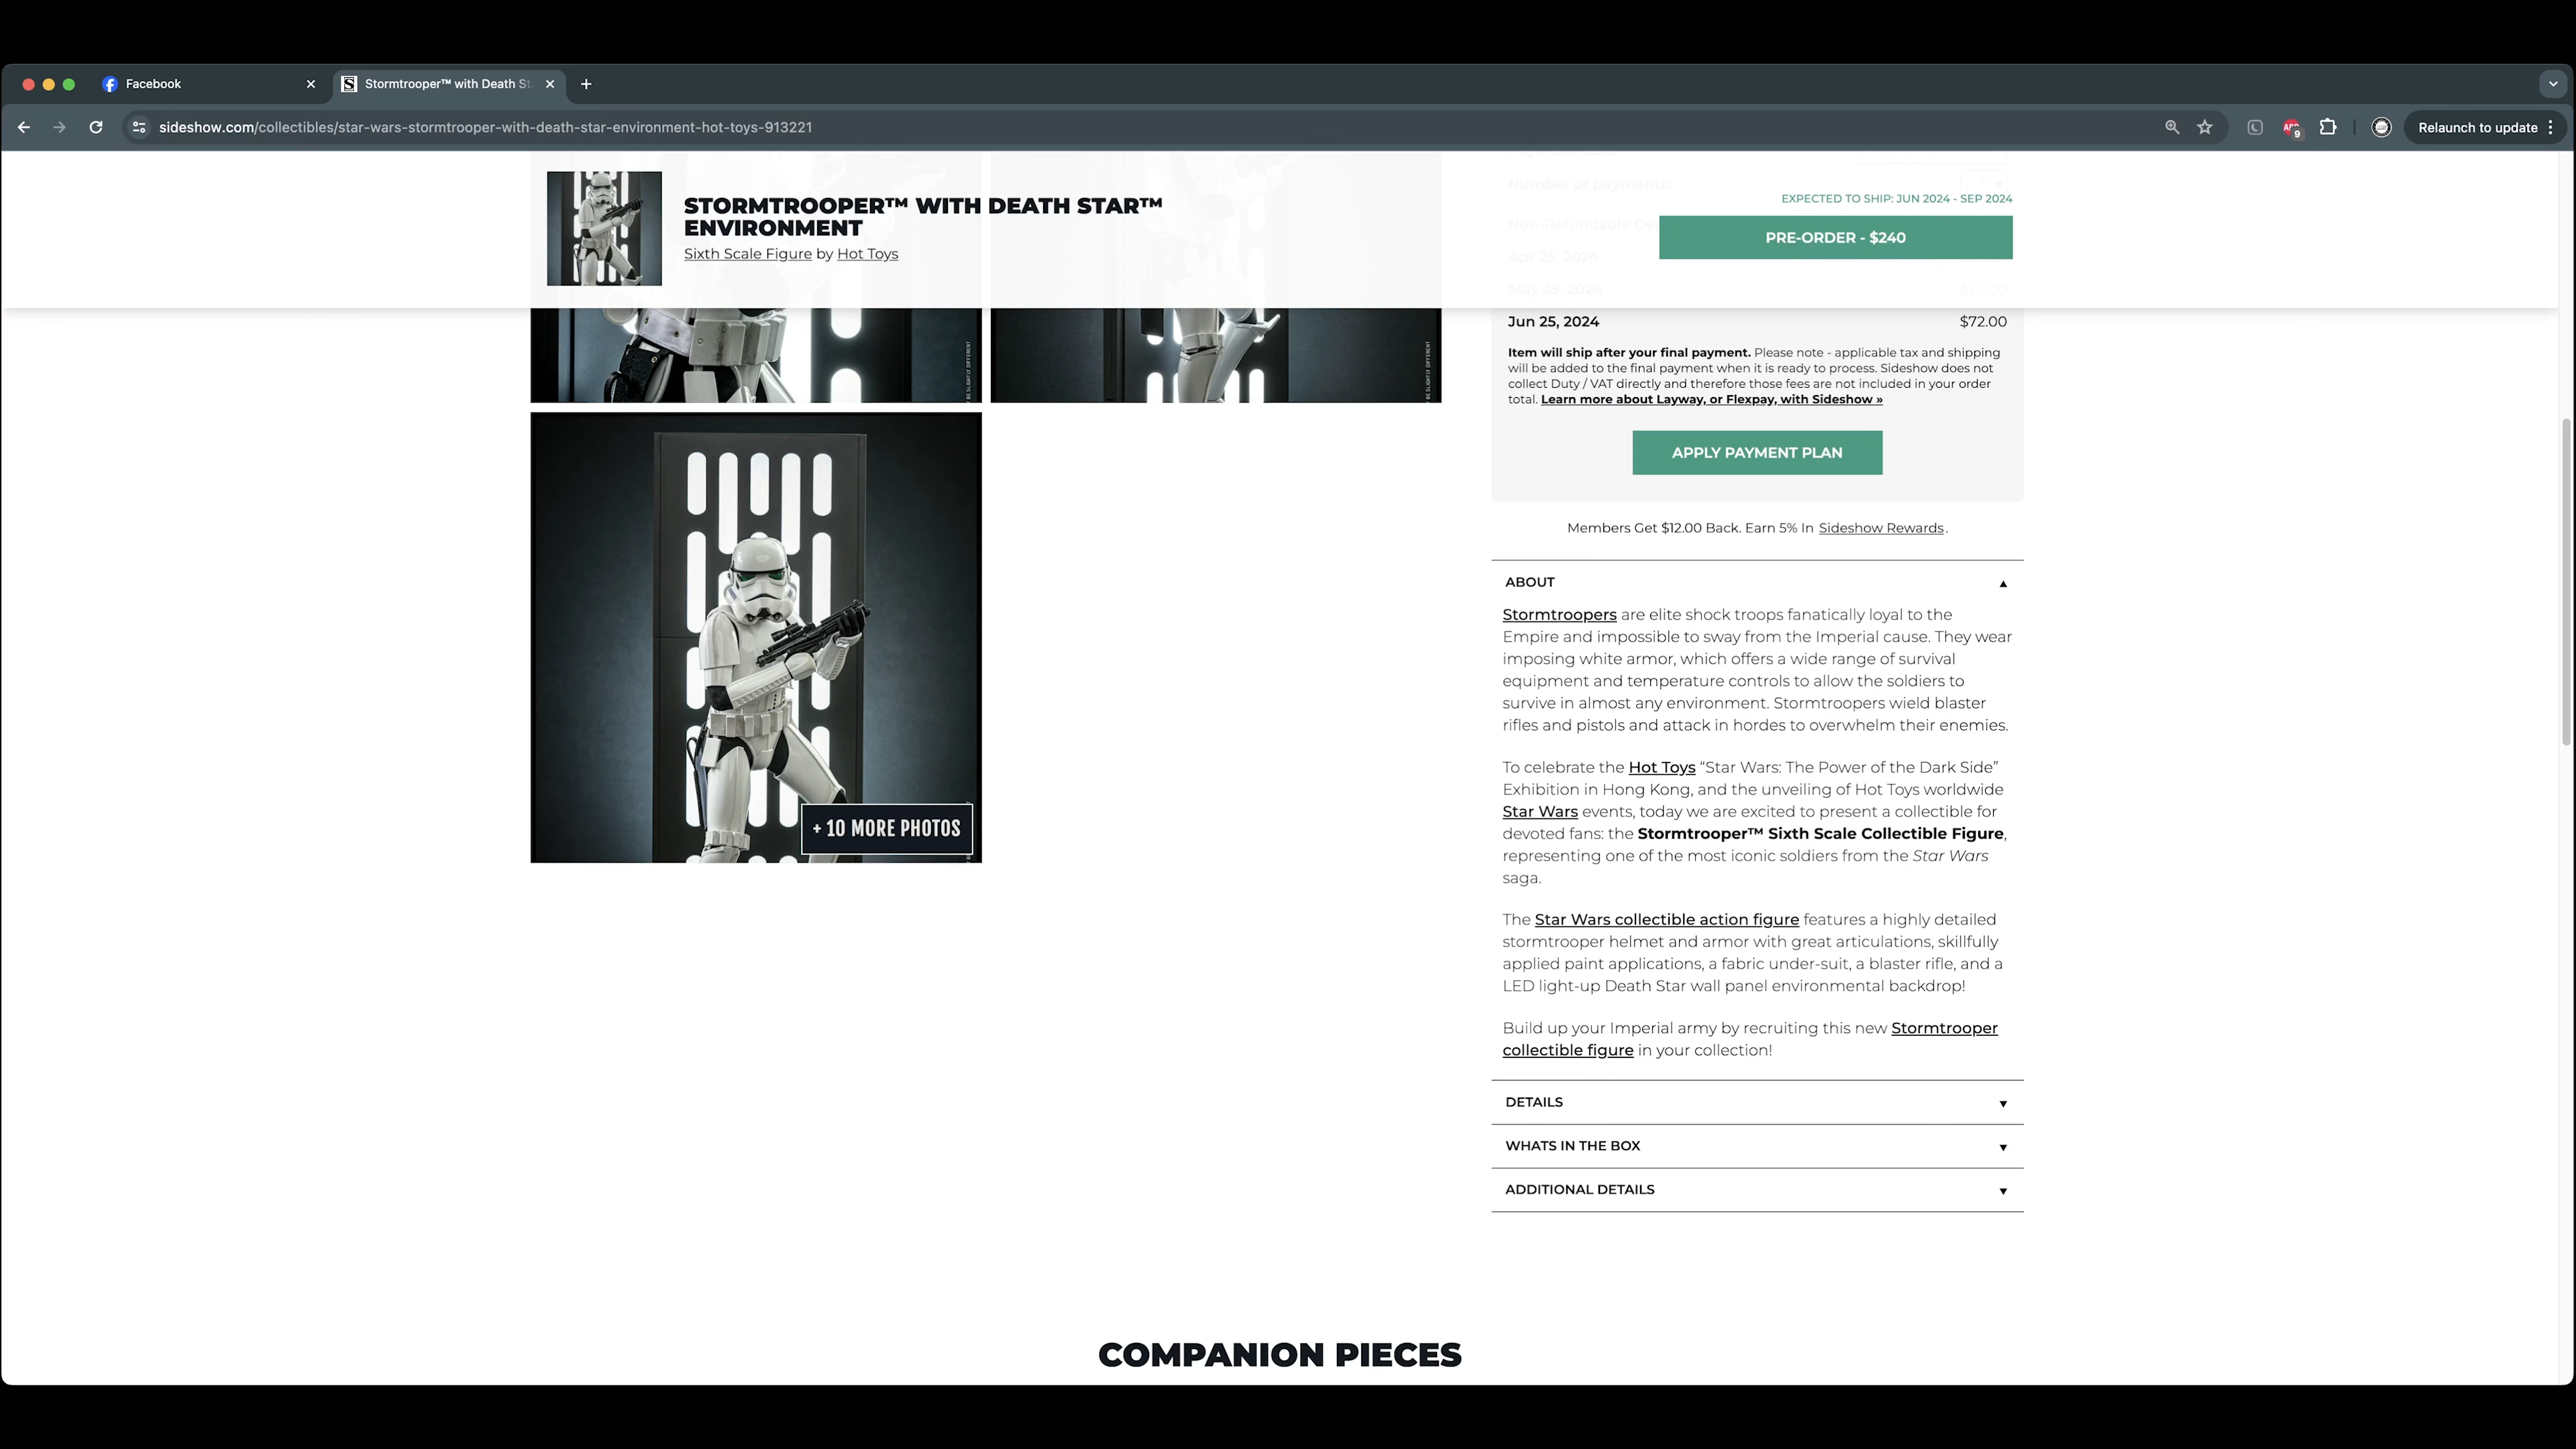 Facebook
Stormtrooper™ with Death St
sideshow.com/collectibles/star-wars-stormtrooper-with-death-star-environment-hot-toys-913221
9
Relaunch to update
STORMTROOPER™ WITH DEATH STAR™
ENVIRONMENT
Sixth Scale Figure by Hot Toys
Number of payments:
EXPECTED TO SHIP: JUN 2024 - SEP 2024
Non-Refundable De
PRE-ORDER - $240
Apr 25, 2024
May 25, 2024
$72.00
Jun 25, 2024
$72.00
Item will ship after your final payment. Please note - applicable tax and shipping
will be added to the final payment when it is ready to process. Sideshow does not
collect Duty / VAT directly and therefore those fees are not included in your order
total. Learn more about Layway, or Flexpay, with Sideshow »
APPLY PAYMENT PLAN
Members Get $12.00 Back. Earn 5% In Sideshow Rewards.
ABOUT
Stormtroopers are elite shock troops fanatically loyal to the
Empire and impossible to sway from the Imperial cause. They wear
imposing white armor, which offers a wide range of survival
equipment and temperature controls to allow the soldiers to
survive in almost any environment. Stormtroopers wield blaster
rifles and pistols and attack in hordes to overwhelm their enemies.
To celebrate the Hot Toys “Star Wars: The Power of the Dark Side”
Exhibition in Hong Kong, and the unveiling of Hot Toys worldwide
Star Wars events, today we are excited to present a collectible for
devoted fans: the Stormtrooper™ Sixth Scale Collectible Figure,
representing one of the most iconic soldiers from the Star Wars
saga.
The Star Wars collectible action figure features a highly detailed
stormtrooper helmet and armor with great articulations, skillfully
applied paint applications, a fabric under-suit, a blaster rifle, and a
LED light-up Death Star wall panel environmental backdrop!
Build up your Imperial army by recruiting this new Stormtrooper
collectible figure in your collection!
+ 10 MORE PHOTOS
DETAILS
WHATS IN THE BOX
ADDITIONAL DETAILS
COMPANION PIECES